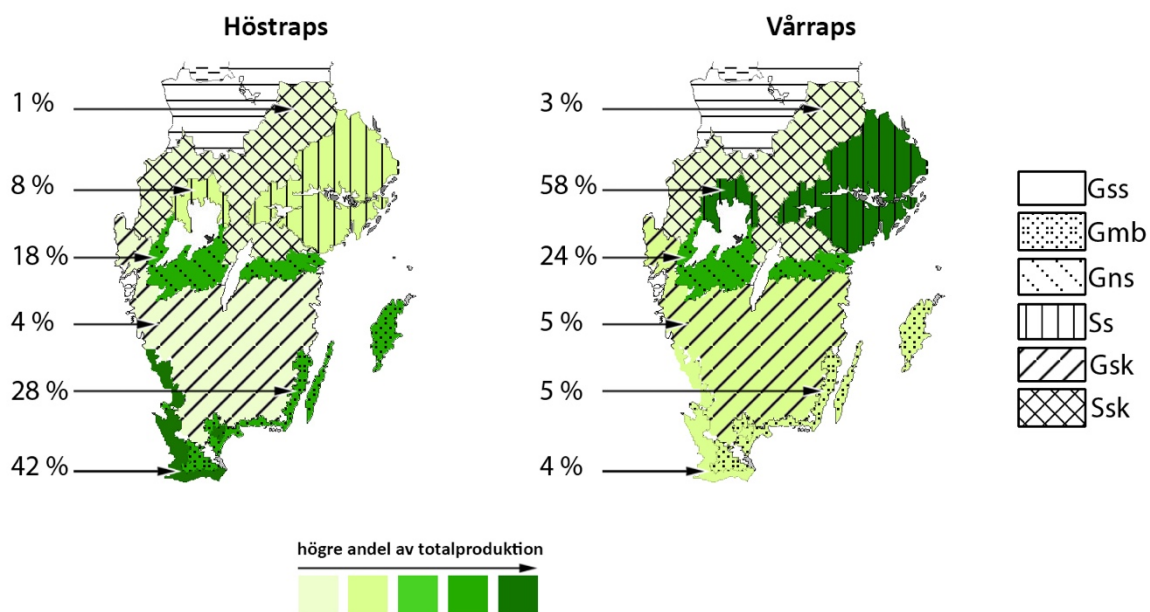 Höstraps
Vårraps
1 %
8 %
18 %
4 %
28 %
42 %
3 %
58 %
24 %
5 %
5 %
4 %
Gss
Gmb
Gns
Ss
Gsk
Ssk
högre andel av totalproduktion